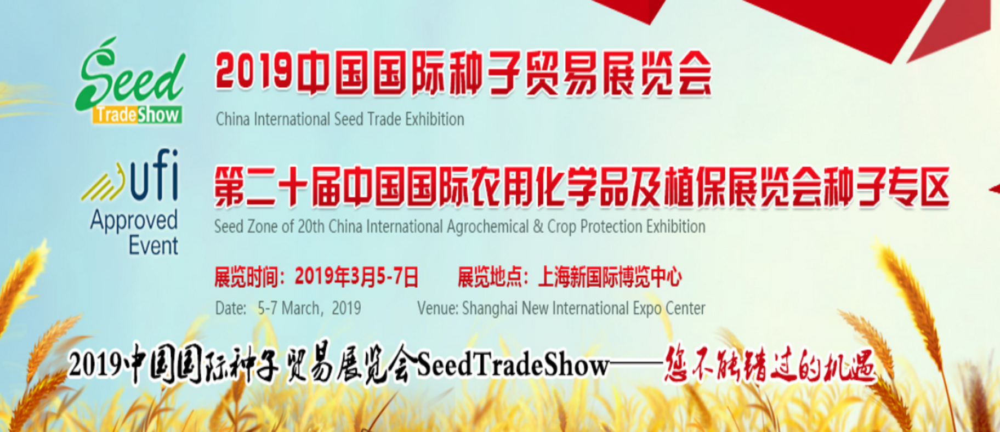 Seed
TradeShow
2019中国国际种子贸易展览会
China International Seed Trade Exhibition
ufi
Approved
Event
第二十届中国国际农用化学品及植保展览会种子专区
Seed Zone of 20th China International Agrochemical & Crop Protection Exhibition
展览时间：2019年3月5-7日 展览地点：上海新国际博览中心
Date: 5-7 March，2019 Venue: Shanghai New International Expo Center
2019中国国际种子贸易展览会SeedTradeShow——您不能错过的机遇